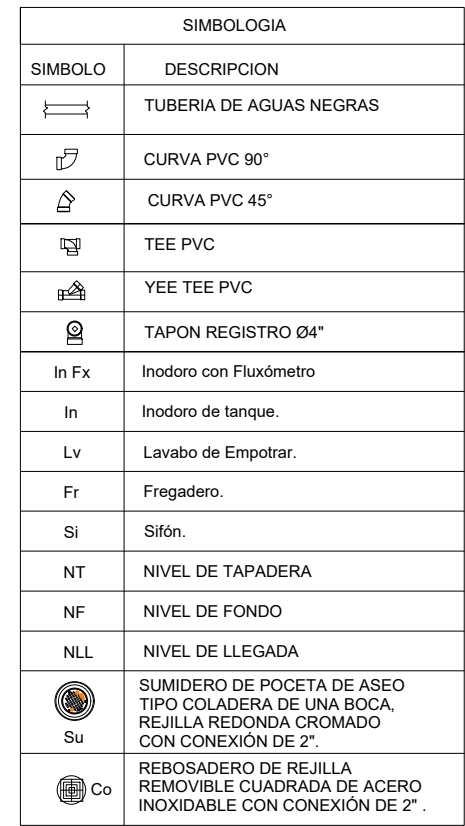 SIMBOLOGIA
SIMBOLO DESCRIPCION
TUBERIA DE AGUAS NEGRAS
CURVA PVC 90°
CURVA PVC 45°
TEE PVC
YEE TEE PVC
TAPON REGISTRO Ø4"
In Fx Inodoro con Fluxómetro
In Inodoro de tanque.
Lv Lavabo de Empotrar.
Fr Fregadero.
Si Sifón.
NT NIVEL DE TAPADERA
NF NIVEL DE FONDO
NLL NIVEL DE LLEGADA
SUMIDERO DE POCETA DE ASEO
TIPO COLADERA DE UNA BOCA,
REJILLA REDONDA CROMADO
Su CON CONEXIÓN DE 2".
REBOSADERO DE REJILLA
Co REMOVIBLE CUADRADA DE ACERO
INOXIDABLE CON CONEXIÓN DE 2" .